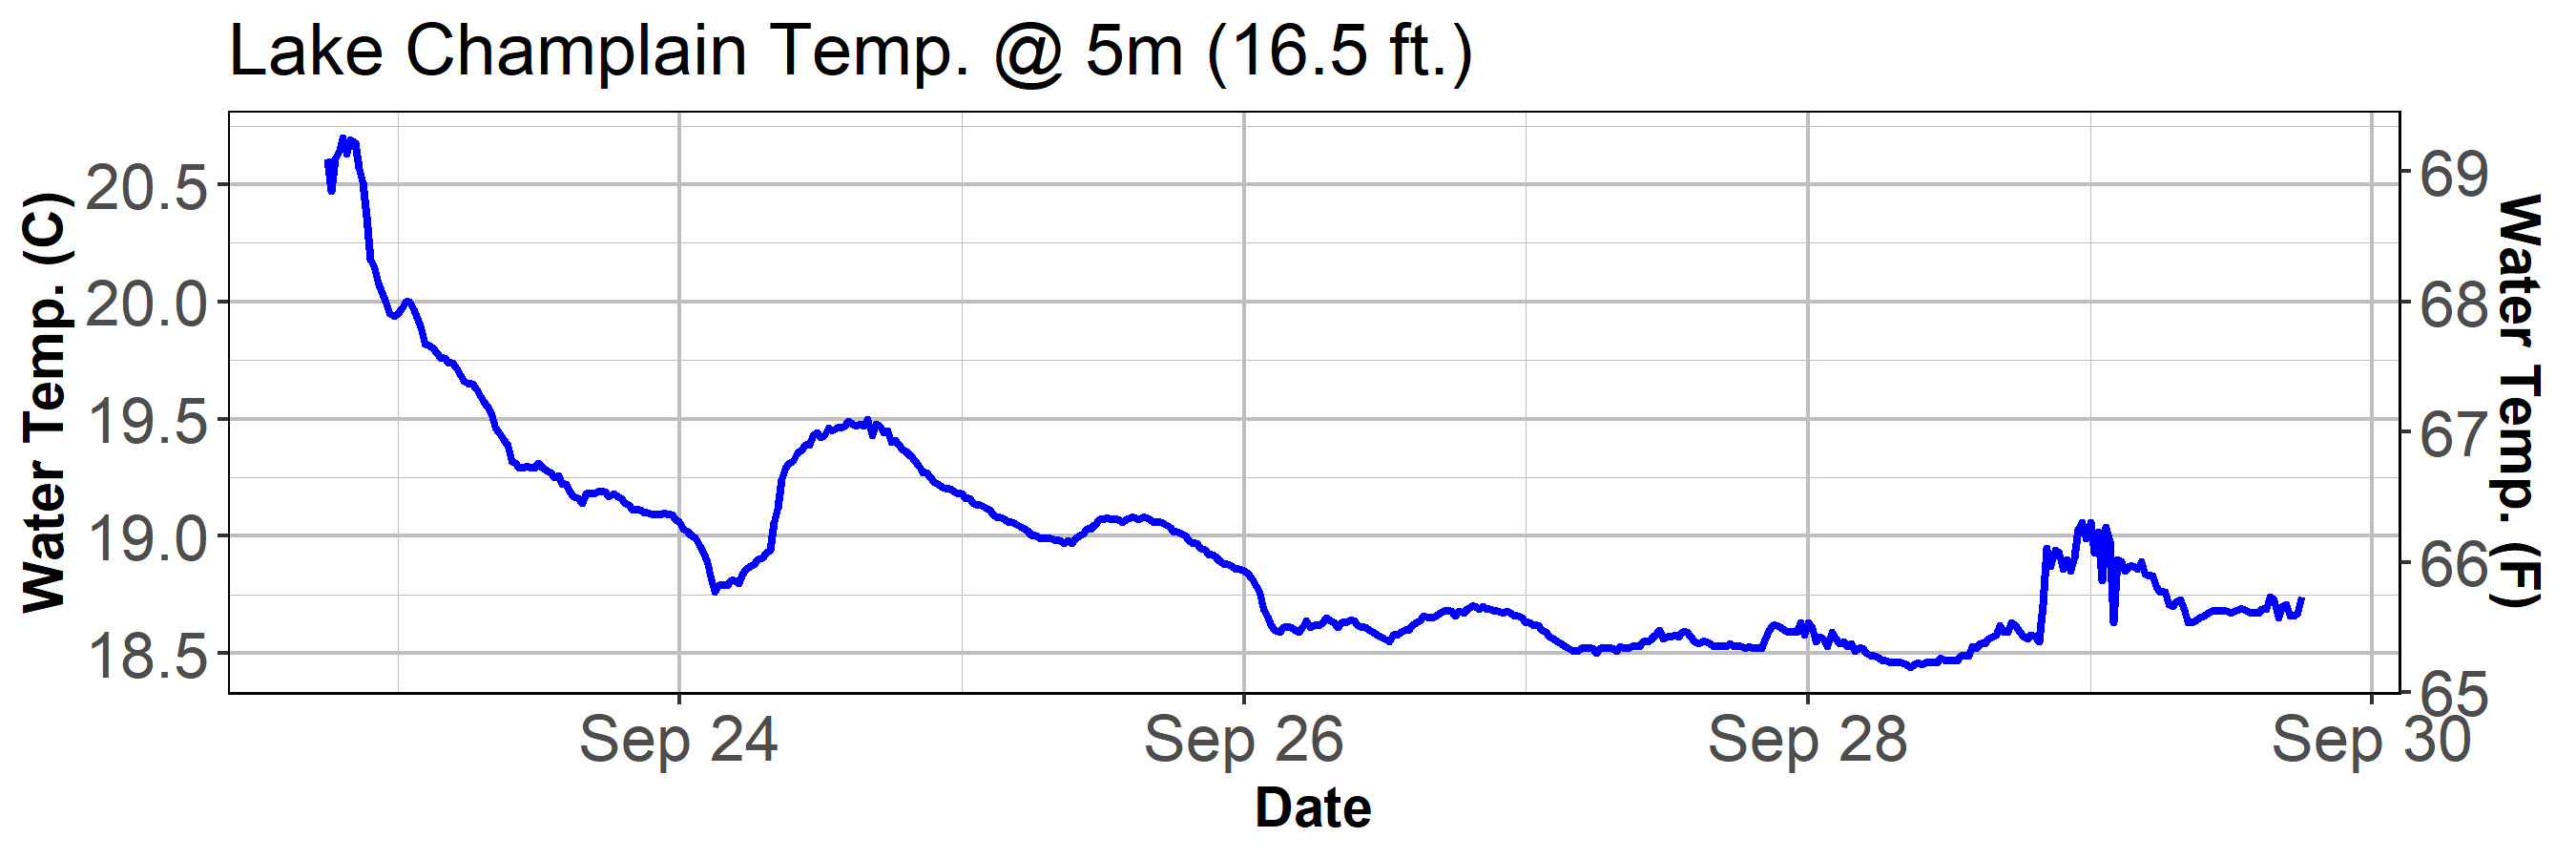 Lake Champlain Temp. @ 5m (16.5 ft.)
Water Temp. (C)
20.5
20.0
19.5
19.0
18.5
69
68
67
66
65
Water Temp. (F)
Sep 24 Sep 26 Sep 28 Sep 30
Date